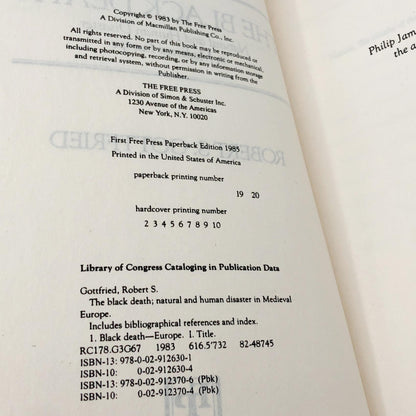 Copyright © 1983 by The Free Press
A Division of Macmillan Publishing Co., Inc.
All rights reserved. No part of this book may be reproduced or
transmitted in any form or by any means, electronic or mechanical,
including photocopying, recording, or by any information storage
and retrieval system, without permission in writing from the
Publisher.
THE FREE PRESS
A Division of Simon & Schuster Inc.
1230 Avenue of the Americas
New York, N.Y. 10020
First Free Press Paperback Edition 1985
Printed in the United States of America
paperback printing number
19 20
hardcover printing number
2 3 4 5 6 7 8 9 10
Library of Congress Cataloging in Publication Data
Gottfried, Robert S.
The black death; natural and human disaster in Medieval
Europe.
Includes bibliographical references and index.
1. Black death—Europe. I. Title.
RC178.G3G67 1983 616.5'732 82-48745
ISBN-13: 978-0-02-912630-1
ISBN-10: 0-02-912630-4
ISBN-13: 978-0-02-912370-6 (Pbk)
ISBN-10: 0-02-912370-4 (Pbk)
Philip Jam
the a